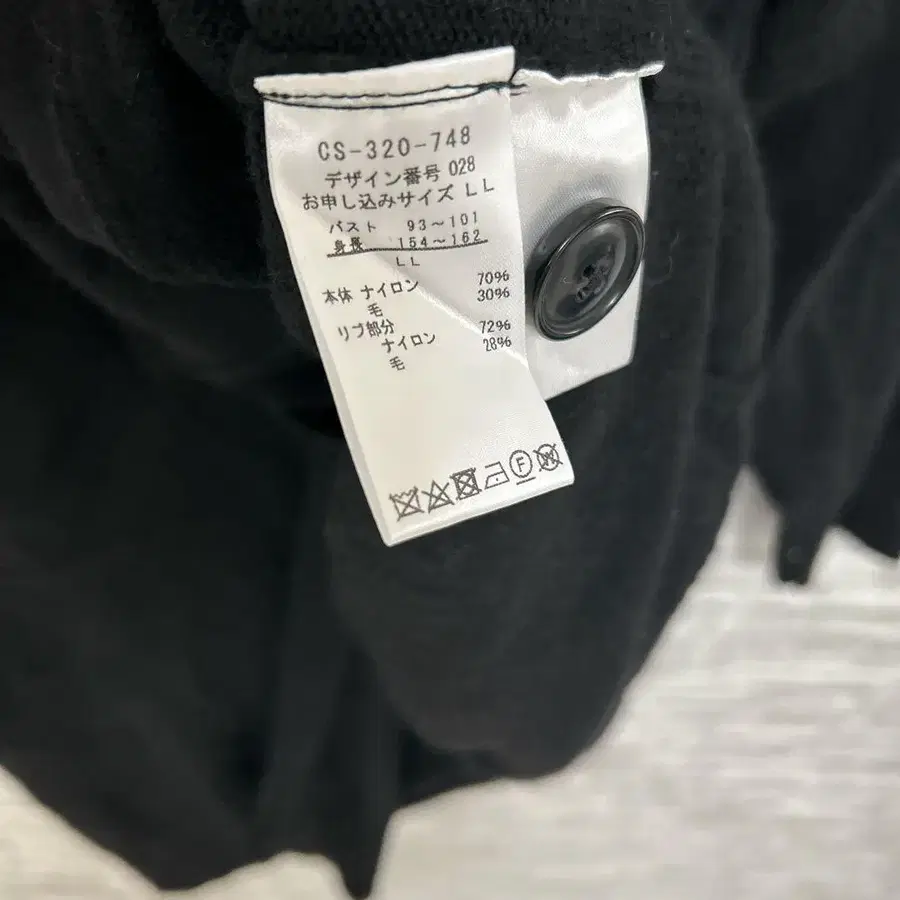 CS-320-748
デザイン番号 028
お申し込みサイズ LL
バスト 93〜101
身長 154〜162
LL
本体 ナイロン 70%
毛 30%
リブ部分
ナイロン 72%
毛 28%
F
W